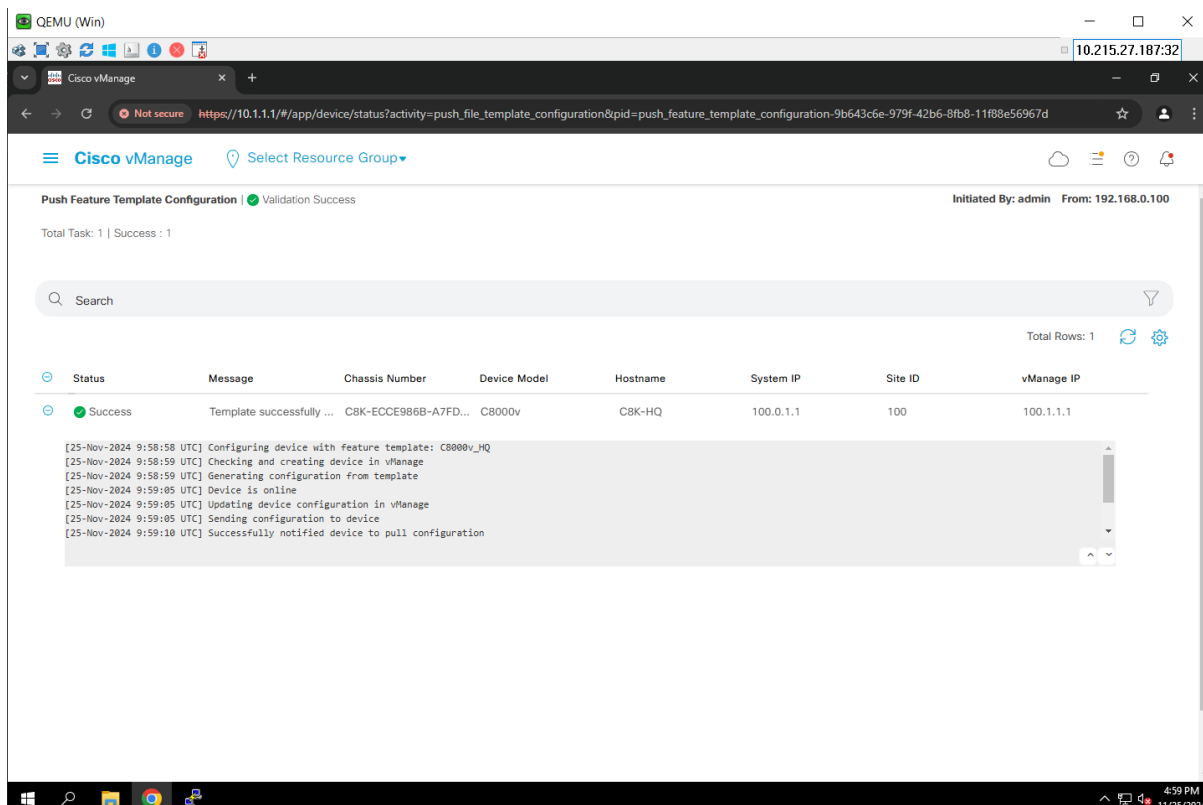 QEMU (Win)
10.215.27.187:32
Cisco vManage
Not secure https://10.1.1.1/#/app/device/status?activity=push_file_template_configuration&pid=push_feature_template_configuration-9b643c6e-979f-42b6-8fb8-11f88e56967d
Cisco vManage Select Resource Group
Push Feature Template Configuration | Validation Success Initiated By: admin From: 192.168.0.100
Total Task: 1 | Success : 1
Search
Total Rows: 1
Status Message Chassis Number Device Model Hostname System IP Site ID vManage IP
Success Template successfully ... C8K-ECCE986B-A7FD... C8000v C8K-HQ 100.0.1.1 100 100.1.1.1
[25-Nov-2024 9:58:58 UTC] Configuring device with feature template: C8000v_HQ
[25-Nov-2024 9:58:59 UTC] Checking and creating device in vManage
[25-Nov-2024 9:58:59 UTC] Generating configuration from template
[25-Nov-2024 9:59:05 UTC] Device is online
[25-Nov-2024 9:59:05 UTC] Updating device configuration in vManage
[25-Nov-2024 9:59:05 UTC] Sending configuration to device
[25-Nov-2024 9:59:10 UTC] Successfully notified device to pull configuration
4:59 PM